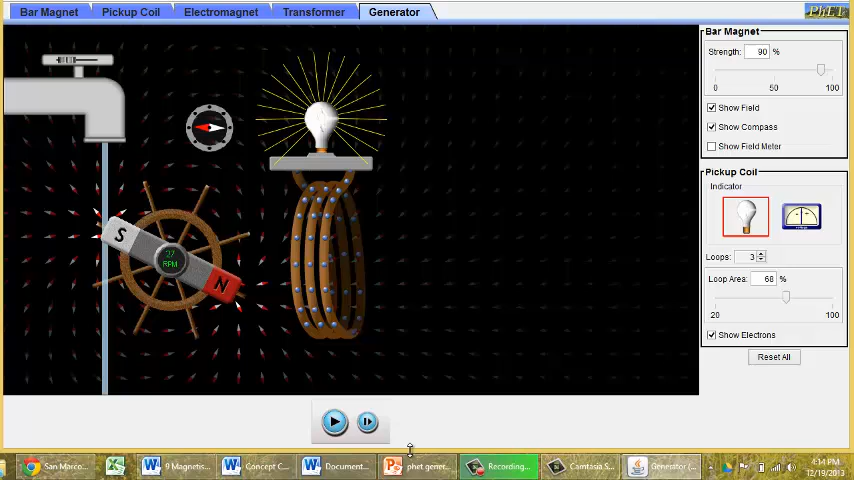 Bar Magnet
Pickup Coil
Electromagnet
Transformer
Generator
PhET
Bar Magnet
Strength: 90 %
0 50 100
Show Field
Show Compass
Show Field Meter
S
27
RPM
N
Pickup Coil
Indicator
Loops: 3
Loop Area: 68 %
20 100
Show Electrons
Reset All
San Marco...
9 Magnetis...
Concept C...
Document...
phet gener...
Recording...
Camtasia S...
Generator (...
4:14 PM
12/19/2013